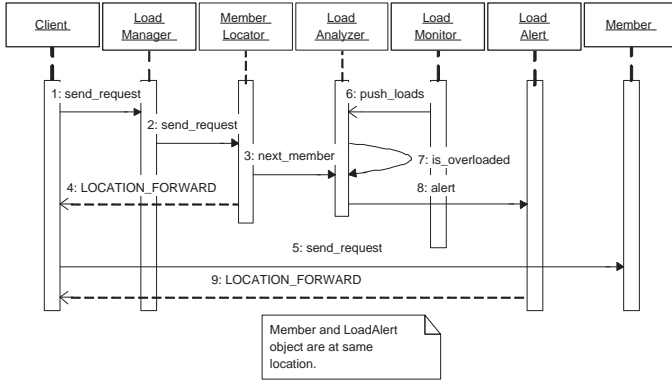 Client
Load
Manager
Member
Locator
Load
Analyzer
Load
Monitor
Load
Alert
Member
1: send_request
6: push_loads
2: send_request
3: next_member
7: is_overloaded
4: LOCATION_FORWARD
8: alert
5: send_request
9: LOCATION_FORWARD
Member and LoadAlert
object are at same
location.